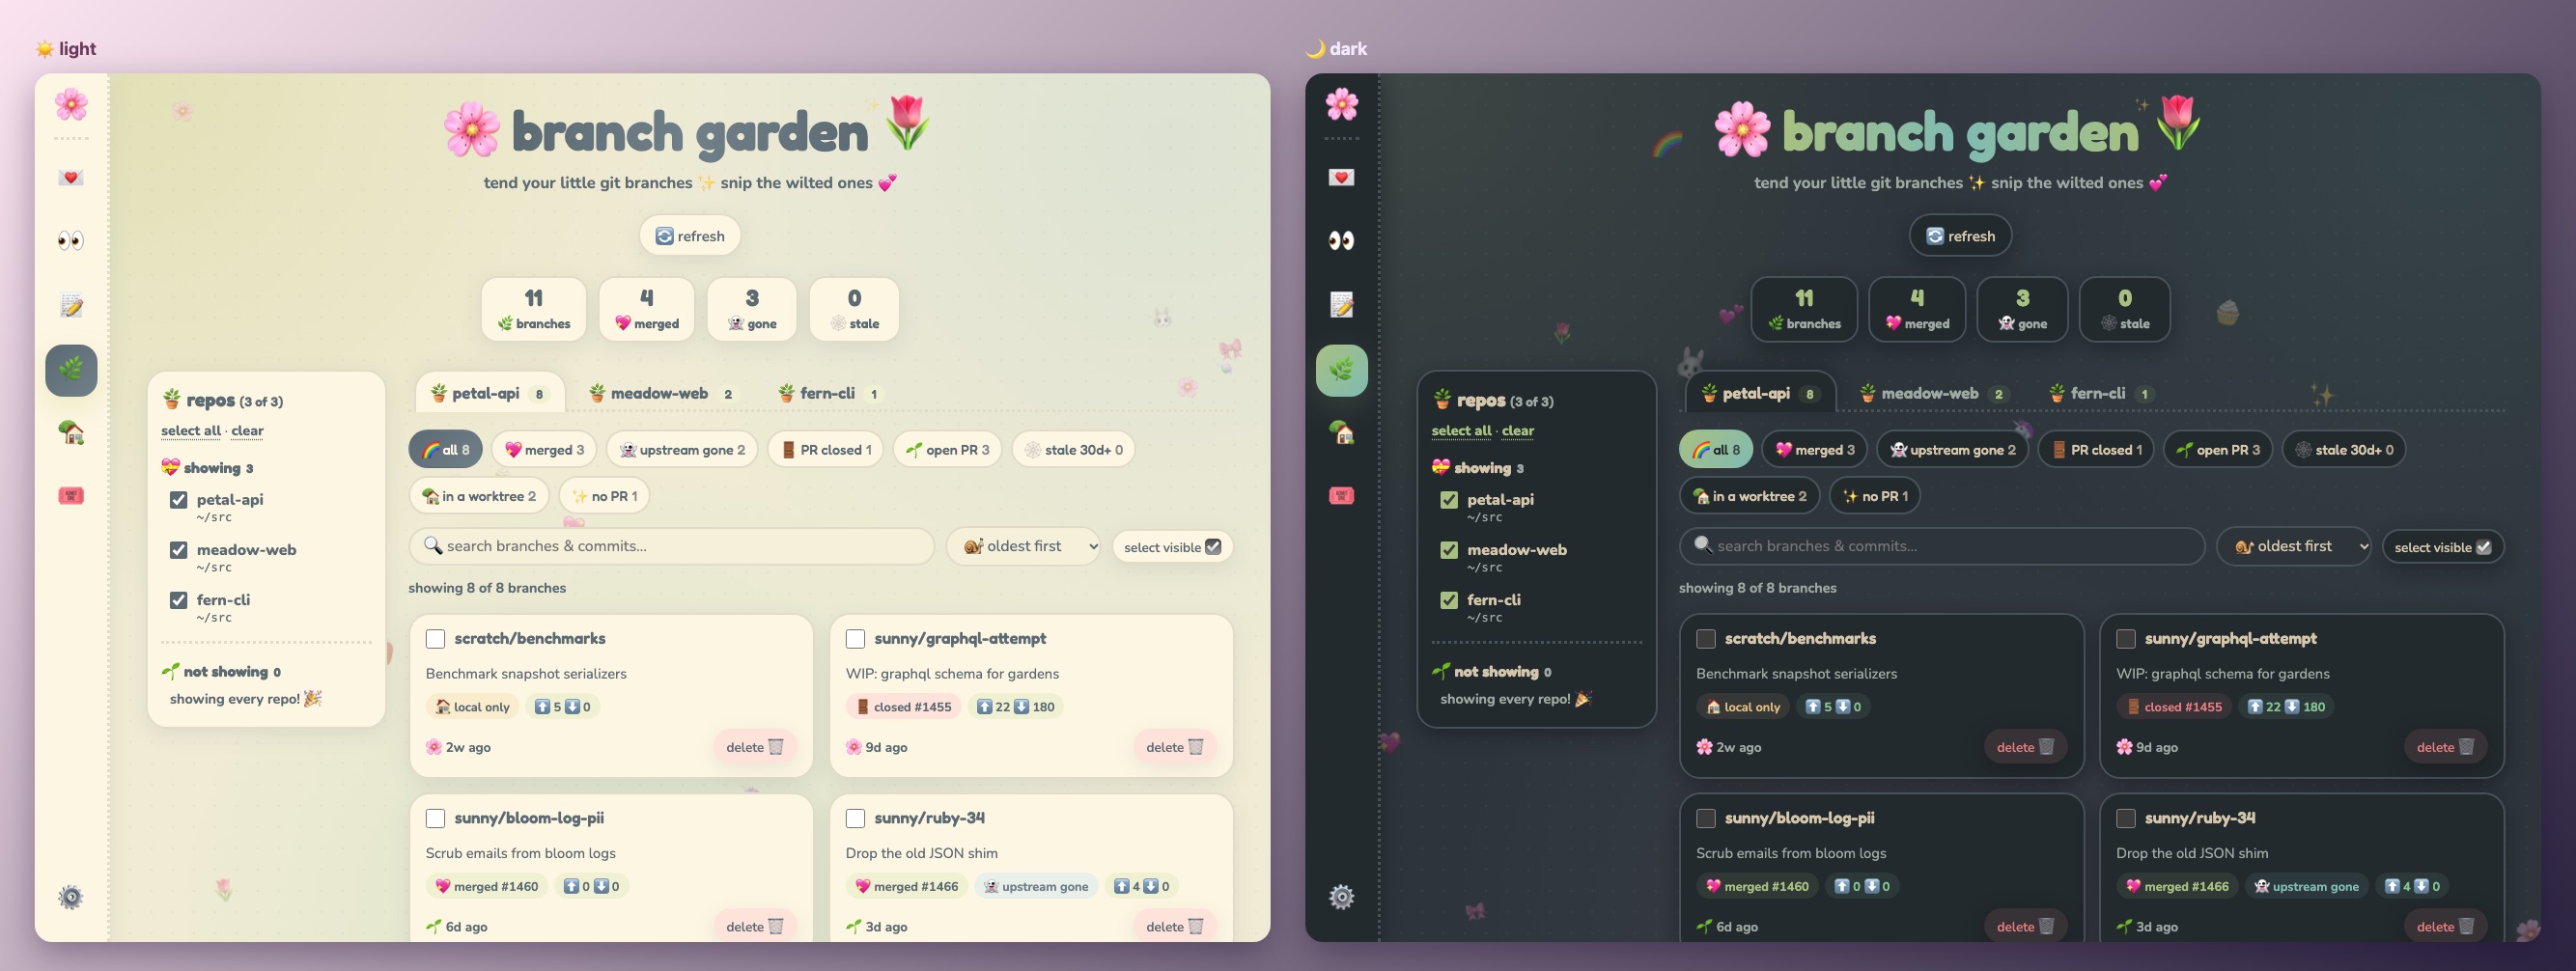 light
branch garden
tend your little git branches ✨ snip the wilted ones 💕
refresh
11
branches
4
merged
3
gone
0
stale
repos (3 of 3)
select all · clear
showing 3
petal-api
~/src
meadow-web
~/src
fern-cli
~/src
not showing 0
showing every repo!
petal-api 8
meadow-web 2
fern-cli 1
all 8
merged 3
upstream gone 2
PR closed 1
open PR 3
stale 30d+ 0
in a worktree 2
no PR 1
search branches & commits...
oldest first
select visible
showing 8 of 8 branches
scratch/benchmarks
Benchmark snapshot serializers
local only
5 0
2w ago
delete
sunny/graphql-attempt
WIP: graphql schema for gardens
closed #1455
22 180
9d ago
delete
sunny/bloom-log-pii
Scrub emails from bloom logs
merged #1460
0 0
6d ago
delete
sunny/ruby-34
Drop the old JSON shim
merged #1466
upstream gone
4 0
3d ago
delete
dark
branch garden
tend your little git branches ✨ snip the wilted ones 💕
refresh
11
branches
4
merged
3
gone
0
stale
repos (3 of 3)
select all · clear
showing 3
petal-api
~/src
meadow-web
~/src
fern-cli
~/src
not showing 0
showing every repo!
petal-api 8
meadow-web 2
fern-cli 1
all 8
merged 3
upstream gone 2
PR closed 1
open PR 3
stale 30d+ 0
in a worktree 2
no PR 1
search branches & commits...
oldest first
select visible
showing 8 of 8 branches
scratch/benchmarks
Benchmark snapshot serializers
local only
5 0
2w ago
delete
sunny/graphql-attempt
WIP: graphql schema for gardens
closed #1455
22 180
9d ago
delete
sunny/bloom-log-pii
Scrub emails from bloom logs
merged #1460
0 0
6d ago
delete
sunny/ruby-34
Drop the old JSON shim
merged #1466
upstream gone
4 0
3d ago
delete